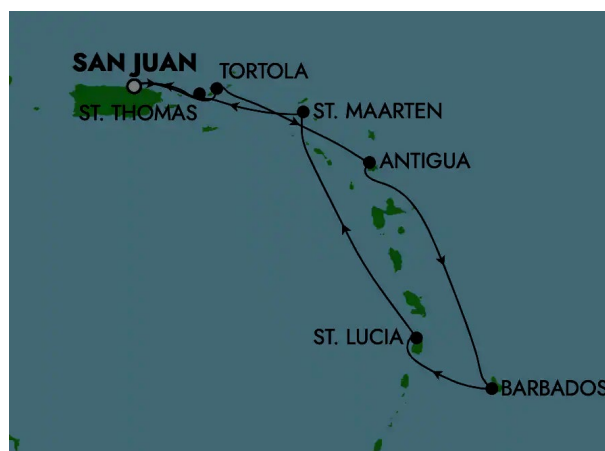 SAN JUAN
TORTOLA
ST. THOMAS
ST. MAARTEN
ANTIGUA
ST. LUCIA
BARBADOS